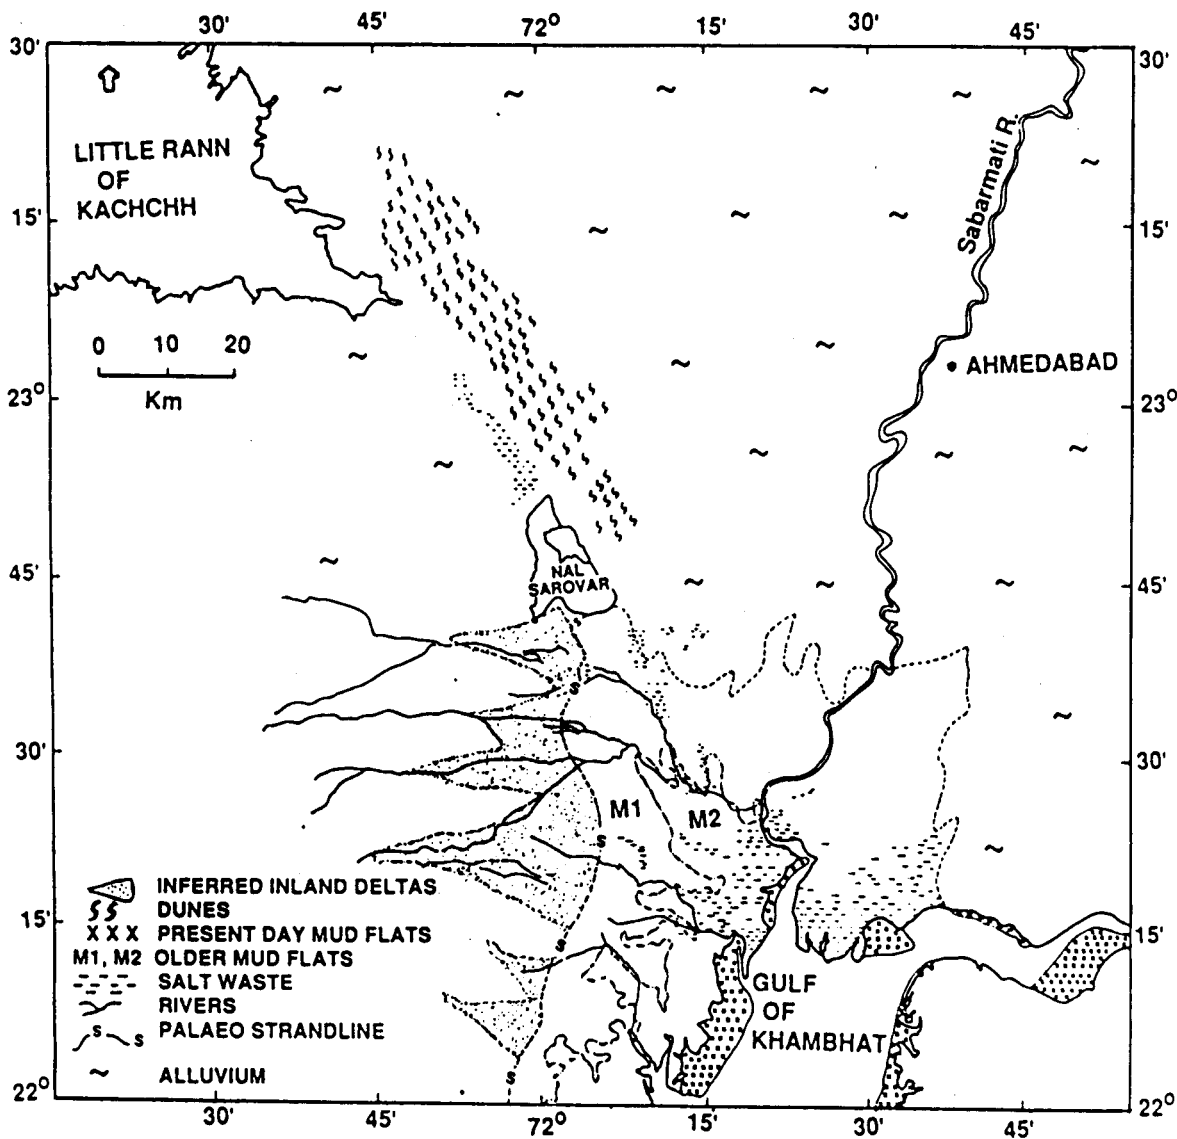 30' 45' 72° 15' 30' 45'
30'
30'
LITTLE RANN
OF
KACHCHH
Sabarmati R.
15'
15'
0 10 20
Km
AHMEDABAD
23°
23°
NAL
SAROVAR
45'
45'
S
30'
30'
M1 M2
S
INFERRED INLAND DELTAS
DUNES
15'
XXX PRESENT DAY MUD FLATS
15'
S
M1, M2 OLDER MUD FLATS
SALT WASTE
RIVERS
S S PALAEO STRANDLINE
GULF
OF
KHAMBHAT
ALLUVIUM
S
22°
22°
30' 45' 72° 15' 30' 45'